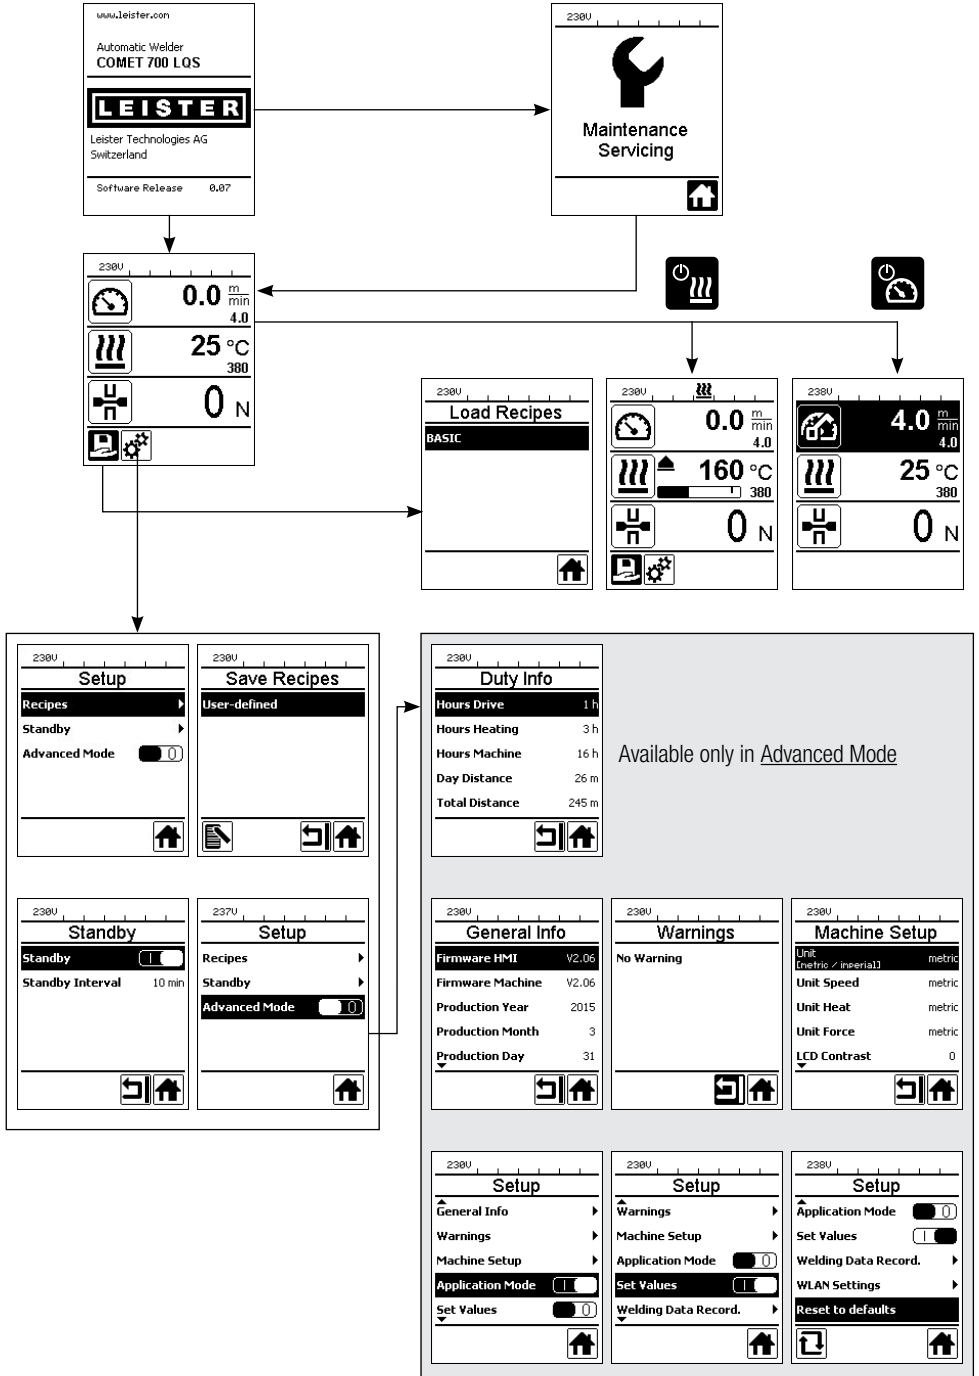 www.leister.com
Automatic Welder
COMET 700 LQS
LEISTER
Leister Technologies AG
Switzerland
Software Release 0.07
230V
Maintenance
Servicing
230V
0.0 m/min
4.0
25 °C
380
0 N
230V
Load Recipes
BASIC
230V
0.0 m/min
4.0
160 °C
380
0 N
238V
4.0 m/min
4.0
25 °C
380
0 N
230V
Setup
Recipes
Standby
Advanced Mode 0
230V
Save Recipes
User-defined
230V
Duty Info
Hours Drive 1 h
Hours Heating 3 h
Hours Machine 16 h
Day Distance 26 m
Total Distance 245 m
Available only in Advanced Mode
230V
Standby
Standby I
Standby Interval 10 min
237V
Setup
Recipes
Standby
Advanced Mode 0
230V
General Info
Firmware HMI V2.06
Firmware Machine V2.06
Production Year 2015
Production Month 3
Production Day 31
230V
Warnings
No Warning
230V
Machine Setup
Unit metric
[metric / inperial]
Unit Speed metric
Unit Heat metric
Unit Force metric
LCD Contrast 0
230V
Setup
General Info
Warnings
Machine Setup
Application Mode I
Set Values 0
230V
Setup
Warnings
Machine Setup
Application Mode 0
Set Values I
Welding Data Record.
238V
Setup
Application Mode 0
Set Values I
Welding Data Record.
WLAN Settings
Reset to defaults